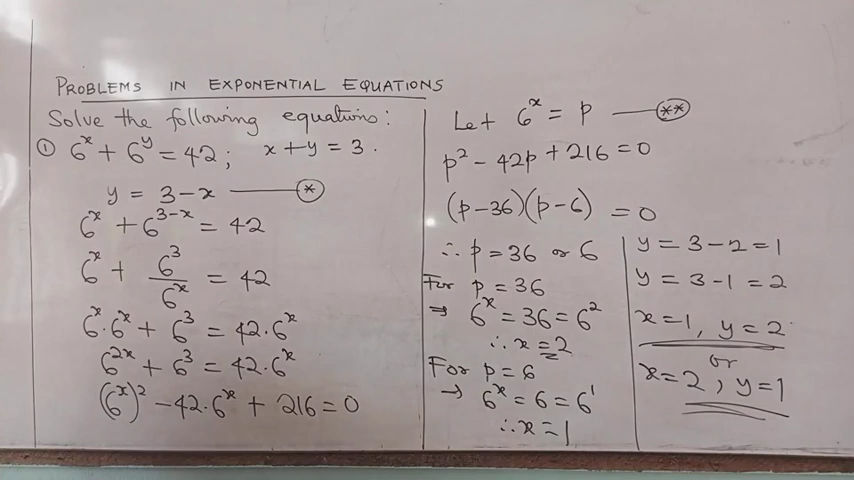 PROBLEMS IN EXPONENTIAL EQUATIONS
Solve the following equations:
① 6^x + 6^y = 42; x + y = 3.
y = 3 - x —— (*)
6^x + 6^{3-x} = 42
6^x + 6^3/6^x = 42
6^x · 6^x + 6^3 = 42 · 6^x
6^{2x} + 6^3 = 42 · 6^x
(6^x)^2 - 42 · 6^x + 216 = 0
Let 6^x = p —— (**)
p^2 - 42p + 216 = 0
(p - 36)(p - 6) = 0
∴ p = 36 or 6
For p = 36
⇒ 6^x = 36 = 6^2
∴ x = 2
For p = 6
→ 6^x = 6 = 6^1
∴ x = 1
y = 3 - 2 = 1
y = 3 - 1 = 2
x = 1, y = 2
or
x = 2, y = 1